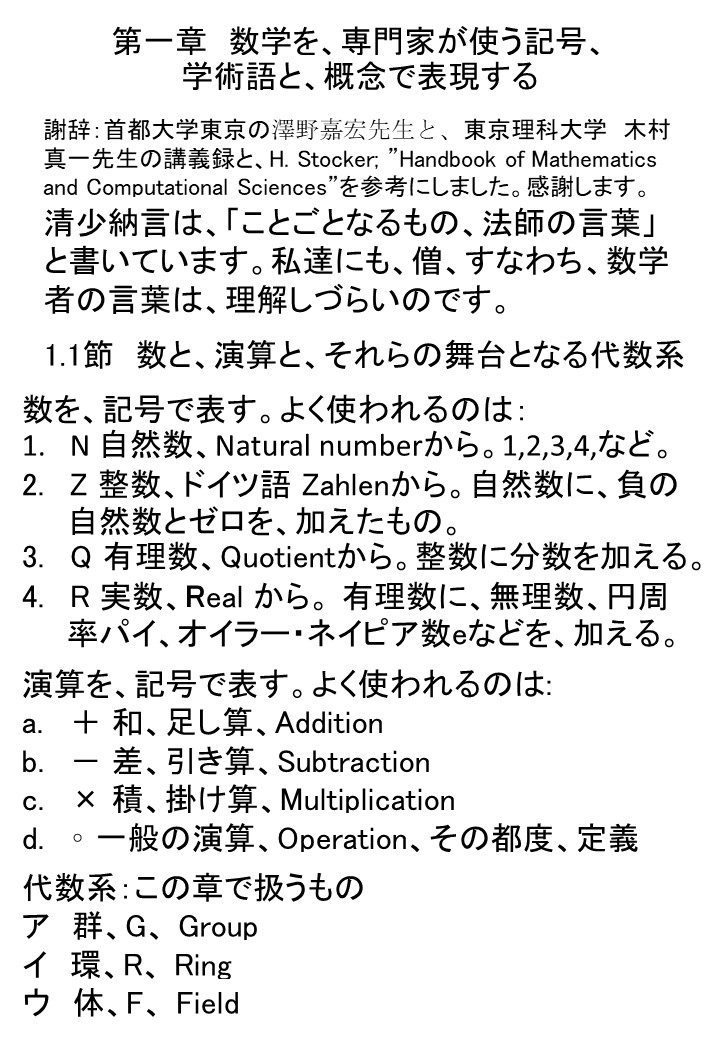 第一章　数学を、専門家が使う記号、
学術語と、概念で表現する
謝辞：首都大学東京の澤野嘉宏先生と、東京理科大学　木村
真一先生の講義録と、H. Stocker; ”Handbook of Mathematics
and Computational Sciences”を参考にしました。感謝します。
清少納言は、「ことごとなるもの、法師の言葉」
と書いています。私達にも、僧、すなわち、数学
者の言葉は、理解しづらいのです。
1.1節　数と、演算と、それらの舞台となる代数系
数を、記号で表す。よく使われるのは：
1. N 自然数、Natural numberから。1,2,3,4,など。
2. Z 整数、ドイツ語 Zahlenから。自然数に、負の
自然数とゼロを、加えたもの。
3. Q 有理数、Quotientから。整数に分数を加える。
4. R 実数、Real から。 有理数に、無理数、円周
率パイ、オイラー・ネイピア数eなどを、加える。
演算を、記号で表す。よく使われるのは:
a. ＋ 和、足し算、Addition
b. － 差、引き算、Subtraction
c. × 積、掛け算、Multiplication
d. ◦ 一般の演算、Operation、その都度、定義
代数系：この章で扱うもの
ア　群、G、 Group
イ　環、R、 Ring
ウ　体、F、 Field